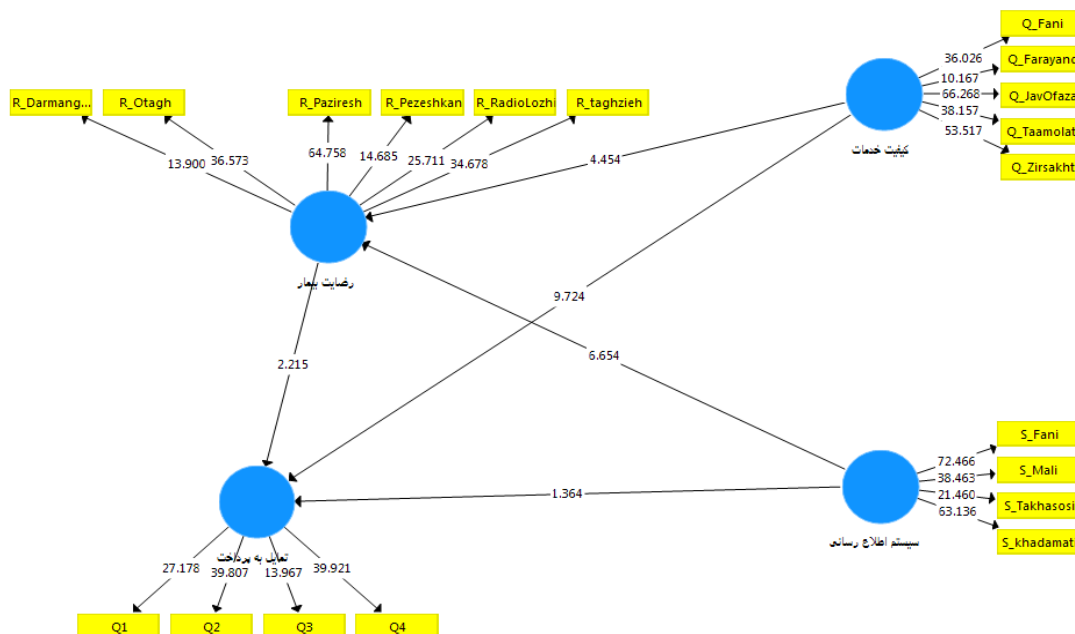 Q_Fani
36.026
Q_Farayand
10.167
Q_JavOfaza
66.268
Q_Taamolat
38.157
Q_Zirsakht
53.517
کیفیت خدمات
R_Darmang...
R_Otagh
R_Paziresh
R_Pezeshkan
R_RadioLozhi
R_taghzieh
13.900
36.573
64.758
14.685
25.711
34.678
4.454
رضایت بیمار
9.724
2.215
6.654
S_Fani
72.466
S_Mali
38.463
S_Takhasosi
21.460
S_khadamat
63.136
1.364
سیستم اطلاع رسانی
تمایل به پرداخت
27.178
39.807
13.967
39.921
Q1
Q2
Q3
Q4